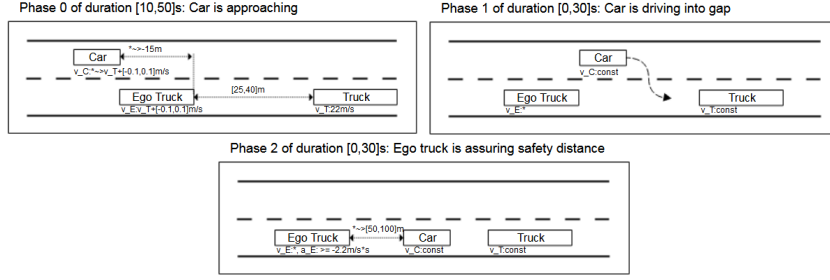 Phase 0 of duration [10,50]s: Car is approaching
*~>-15m
Car
v_C:*~>v_T+[-0.1,0.1]m/s
[25,40]m
Ego Truck
Truck
v_E:v_T+[-0.1,0.1]m/s
v_T:22m/s
Phase 1 of duration [0,30]s: Car is driving into gap
Car
v_C:const
Ego Truck
Truck
v_E:*
v_T:const
Phase 2 of duration [0,30]s: Ego truck is assuring safety distance
*~>[50,100]m
Ego Truck
Car
Truck
v_E:*, a_E: >= -2.2m/s*s
v_C:const
v_T:const